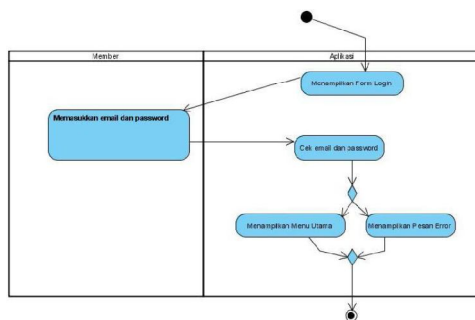 Member
Aplikasi
Menampilkan Form Login
Memasukkan email dan password
Cek email dan password
Menampilkan Menu Utama
Menampilkan Pesan Error